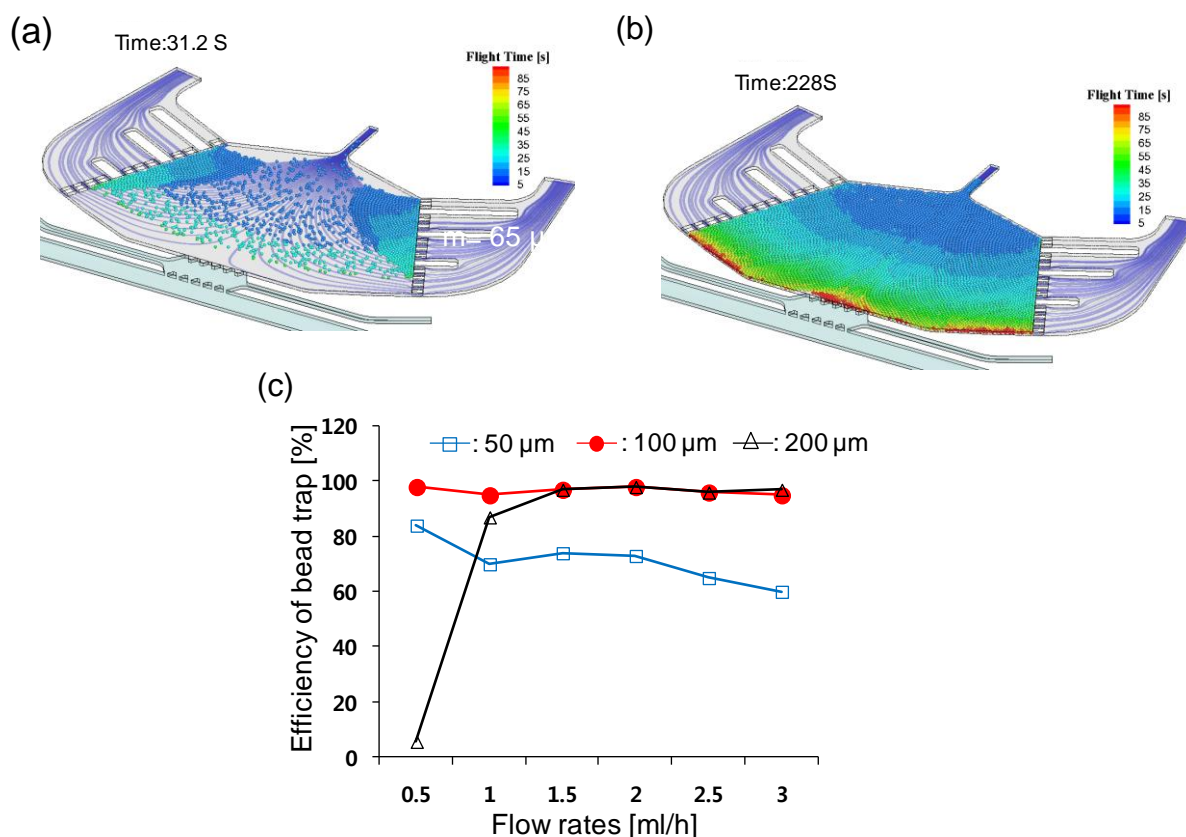 (a)
Time:31.2 S
Flight Time [s]
85
75
65
55
45
35
25
15
5
m= 65 µ
(b)
Time:228S
Flight Time [s]
85
75
65
55
45
35
25
15
5
(c)
Efficiency of bead trap [%]
120
100
80
60
40
20
0
: 50 µm
: 100 µm
: 200 µm
0.5 1 1.5 2 2.5 3
Flow rates [ml/h]